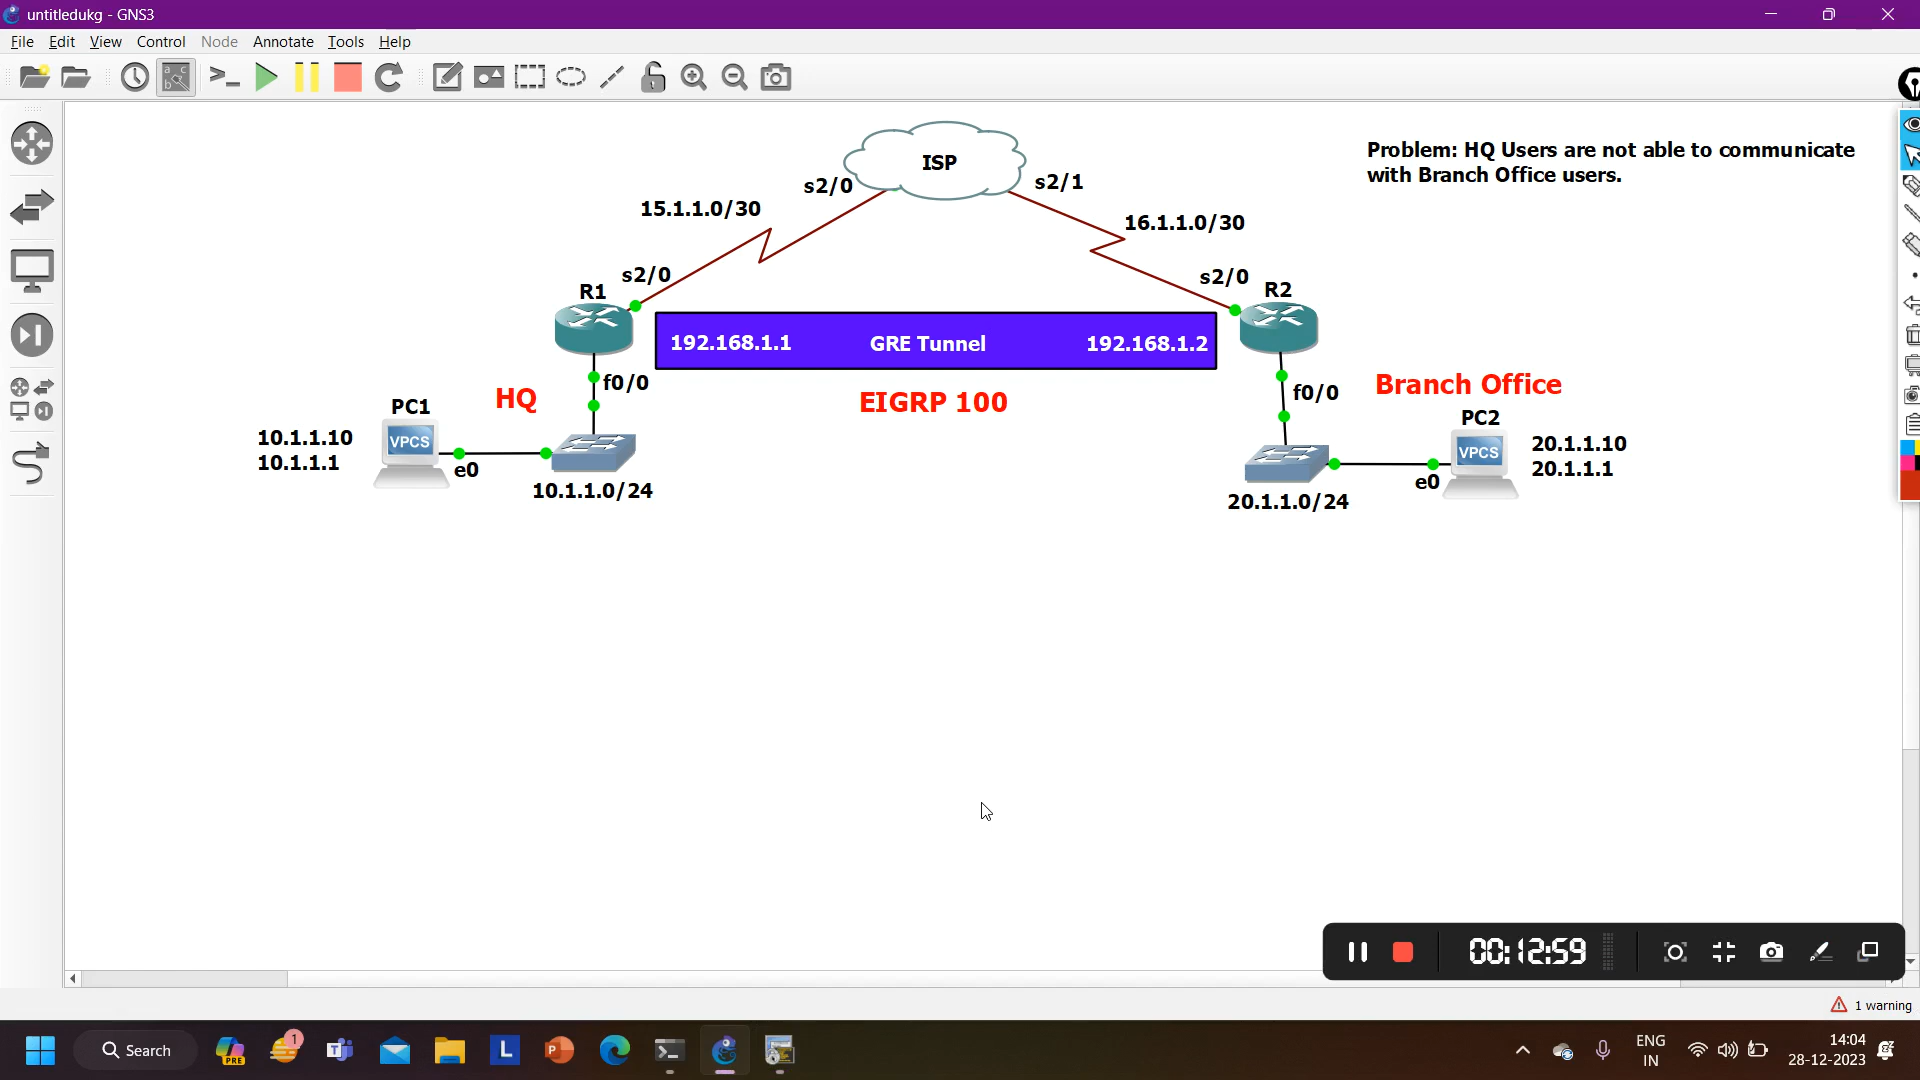 untitledukg - GNS3
File Edit View Control Node Annotate Tools Help
ISP
Problem: HQ Users are not able to communicate
with Branch Office users.
s2/0
s2/1
15.1.1.0/30
16.1.1.0/30
s2/0
s2/0
R1
R2
192.168.1.1 GRE Tunnel 192.168.1.2
f0/0
f0/0
HQ
EIGRP 100
Branch Office
PC1
PC2
10.1.1.10
10.1.1.1
VPCS
e0
VPCS
e0
20.1.1.10
20.1.1.1
10.1.1.0/24
20.1.1.0/24
00:12:59
1 warning
Search
PRE
1
L
ENG
IN
14:04
28-12-2023